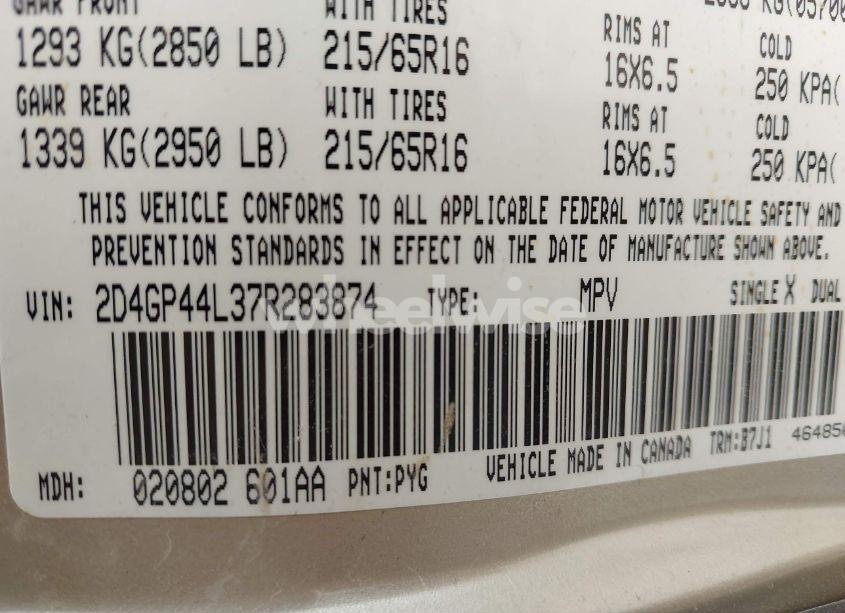 GAWR FRONT WITH TIRES RIMS AT COLD
1293 KG(2850 LB) 215/65R16 16X6.5 250 KPA(
GAWR REAR WITH TIRES RIMS AT COLD
1339 KG(2950 LB) 215/65R16 16X6.5 250 KPA(
THIS VEHICLE CONFORMS TO ALL APPLICABLE FEDERAL MOTOR VEHICLE SAFETY AND
PREVENTION STANDARDS IN EFFECT ON THE DATE OF MANUFACTURE SHOWN ABOVE.
VIN: 2D4GP44L37R283874 TYPE: MPV SINGLE X DUAL
wheelwise
MDH: 020802 601AA PNT:PYG VEHICLE MADE IN CANADA TRM:B7J1 46485